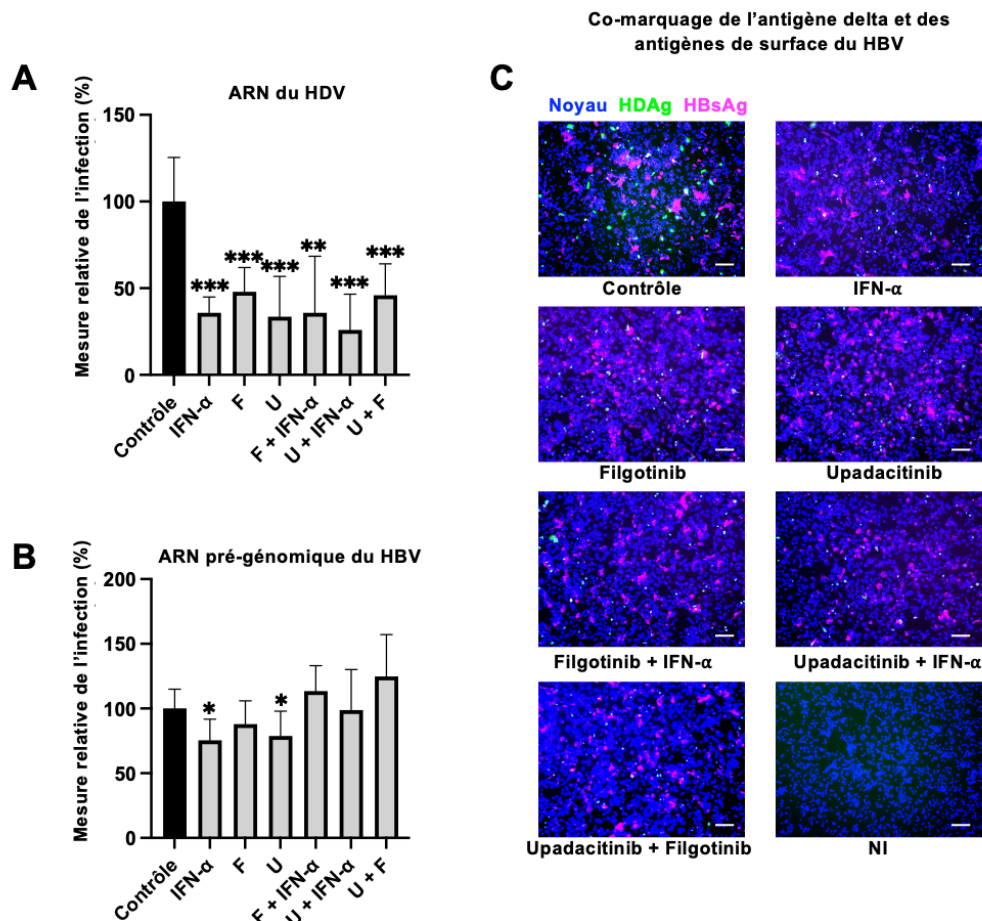 Co-marquage de l’antigène delta et des
antigènes de surface du HBV
A
ARN du HDV
Mesure relative de l’infection (%)
150
100
50
0
***
***
***
**
***
***
Contrôle
IFN-α
F
U
F + IFN-α
U + IFN-α
U + F
B
ARN pré-génomique du HBV
Mesure relative de l’infection (%)
200
150
100
50
0
*
*
Contrôle
IFN-α
F
U
F + IFN-α
U + IFN-α
U + F
C
Noyau HDAg HBsAg
Contrôle
IFN-α
Filgotinib
Upadacitinib
Filgotinib + IFN-α
Upadacitinib + IFN-α
Upadacitinib + Filgotinib
NI